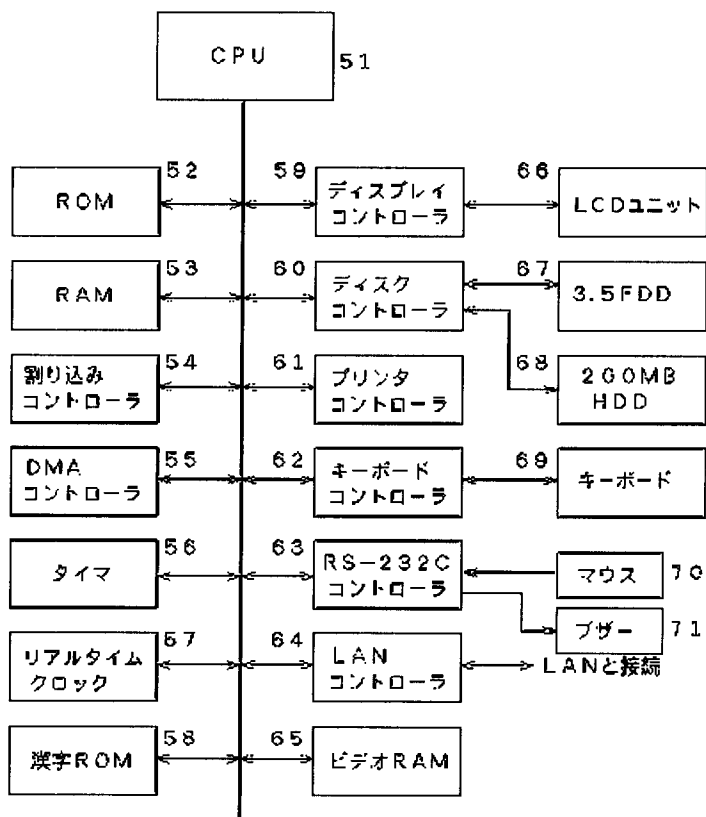 CPU
51
52
59
66
ROM
ディスプレイ
コントローラ
LCDユニット
53
60
67
RAM
ディスク
コントローラ
3.5FDD
54
61
68
割り込み
コントローラ
プリンタ
コントローラ
200MB
HDD
55
62
69
DMA
コントローラ
キーボード
コントローラ
キーボード
56
63
タイマ
RS-232C
コントローラ
マウス
70
ブザー
71
57
64
リアルタイム
クロック
LAN
コントローラ
LANと接続
58
65
漢字ROM
ビデオRAM